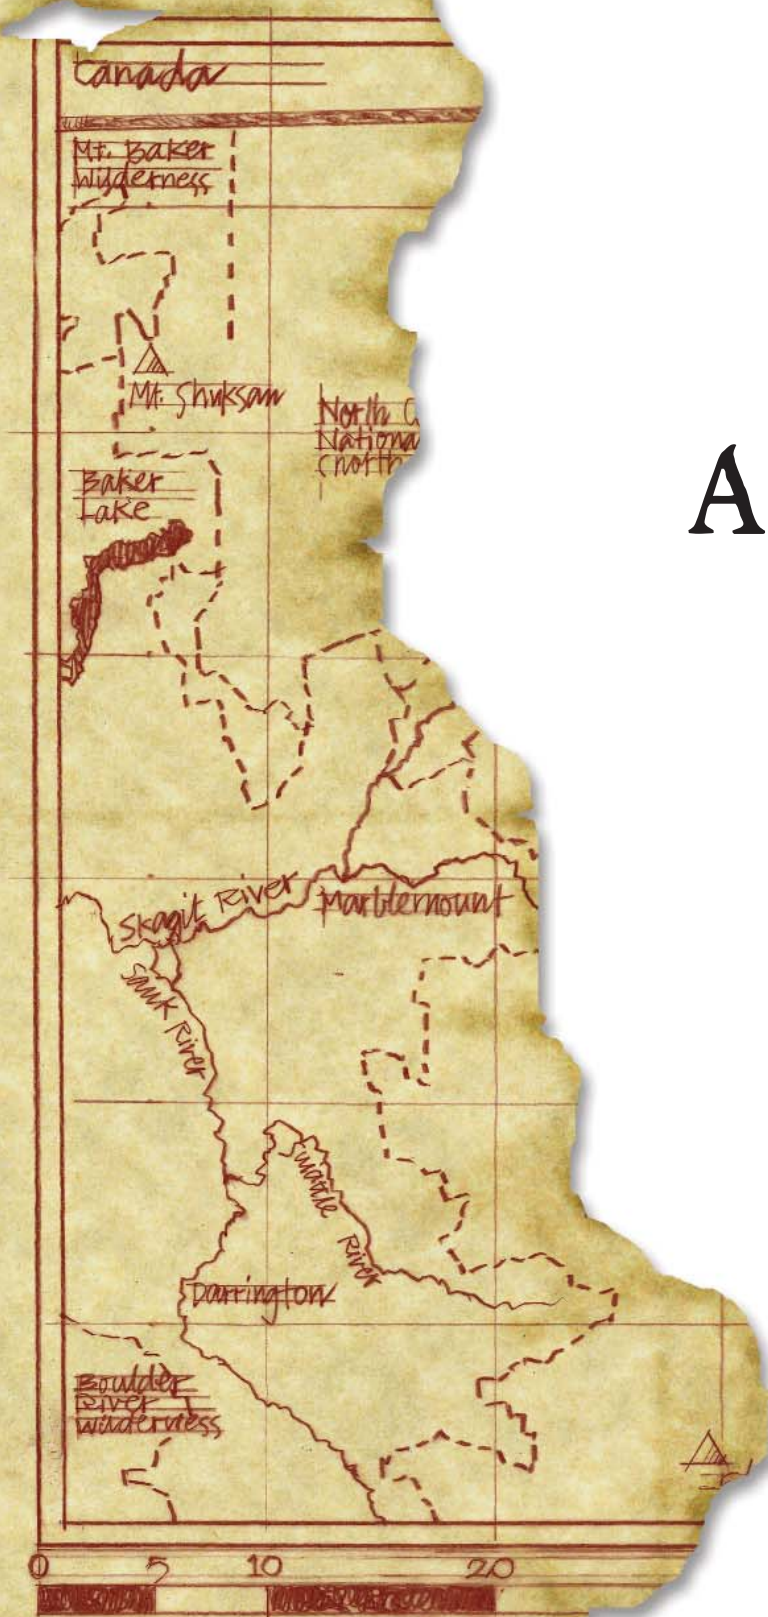 Canada
Mt. Baker
Wilderness
Mt. Shuksan
North C
Nationa
(north
Baker
Lake
A
Skagit River
Marblemount
Sauk River
Suiattle River
Darrington
Boulder
River
Wilderness
0 5 10 20